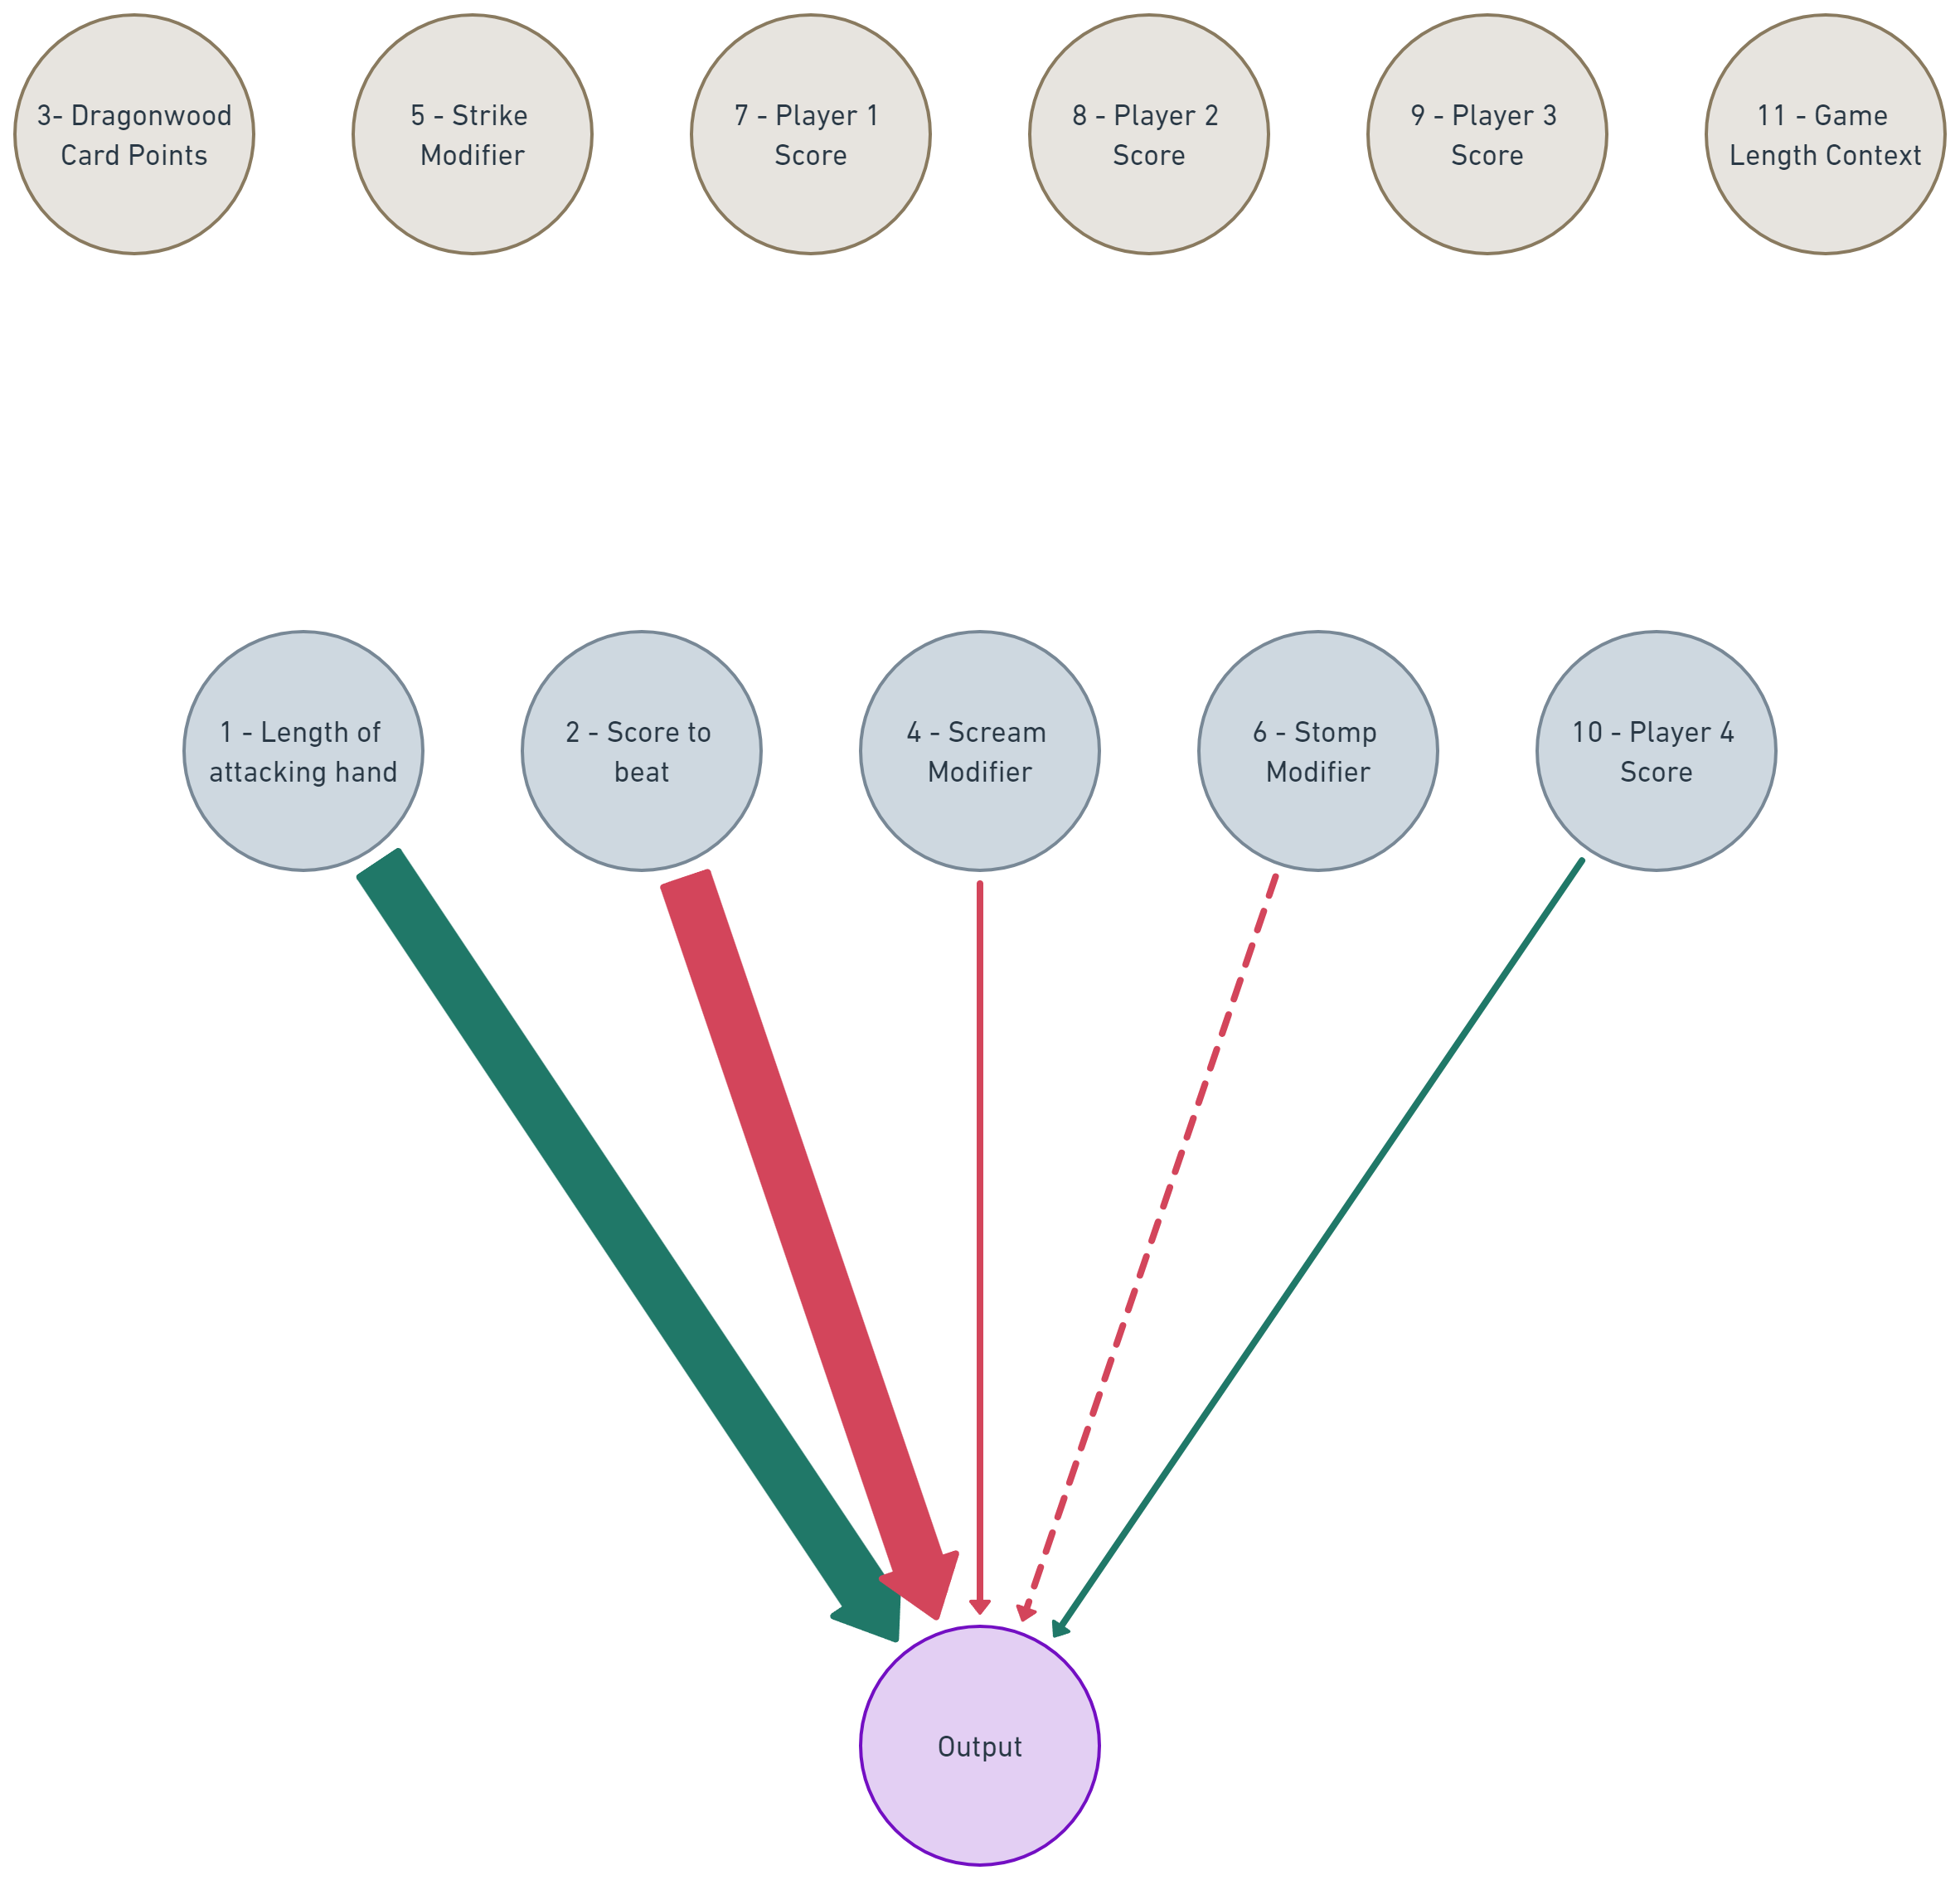 3- Dragonwood
Card Points
5 - Strike
Modifier
7 - Player 1
Score
8 - Player 2
Score
9 - Player 3
Score
11 - Game
Length Context
1 - Length of
attacking hand
2 - Score to
beat
4 - Scream
Modifier
6 - Stomp
Modifier
10 - Player 4
Score
Output